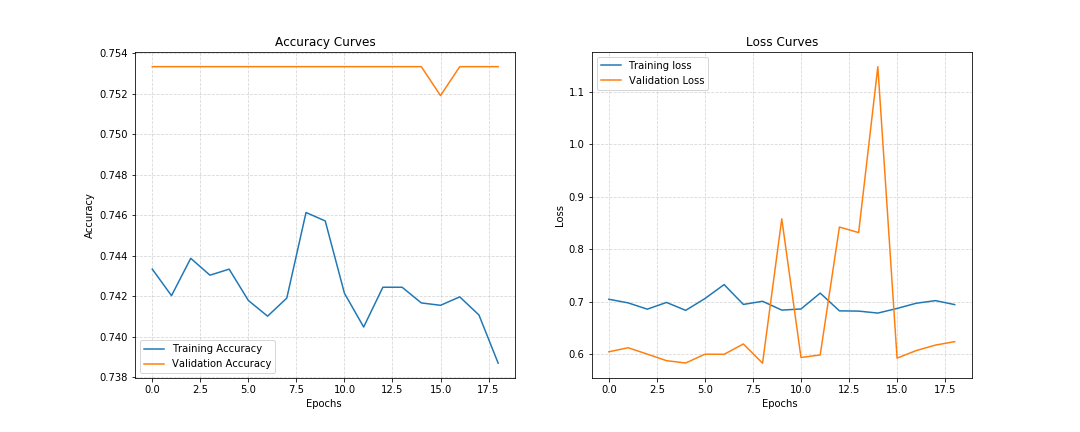 Accuracy Curves
0.754
0.752
0.750
0.748
0.746
0.744
0.742
0.740
0.738
Accuracy
Training Accuracy
Validation Accuracy
0.0 2.5 5.0 7.5 10.0 12.5 15.0 17.5
Epochs
Loss Curves
Training loss
Validation Loss
1.1
1.0
0.9
0.8
0.7
0.6
Loss
0.0 2.5 5.0 7.5 10.0 12.5 15.0 17.5
Epochs